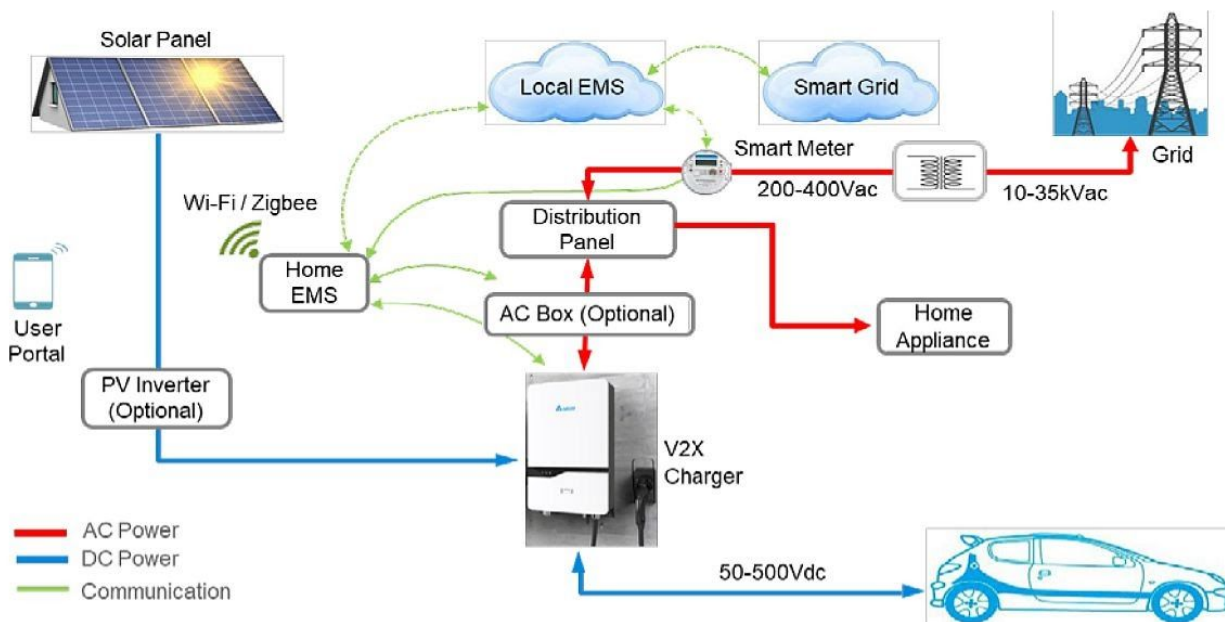 Solar Panel
Local EMS
Smart Grid
Smart Meter
Grid
200-400Vac
10-35kVac
Wi-Fi / Zigbee
Distribution
Panel
Home
EMS
User
Portal
AC Box (Optional)
Home
Appliance
PV Inverter
(Optional)
V2X
Charger
AC Power
DC Power
Communication
50-500Vdc